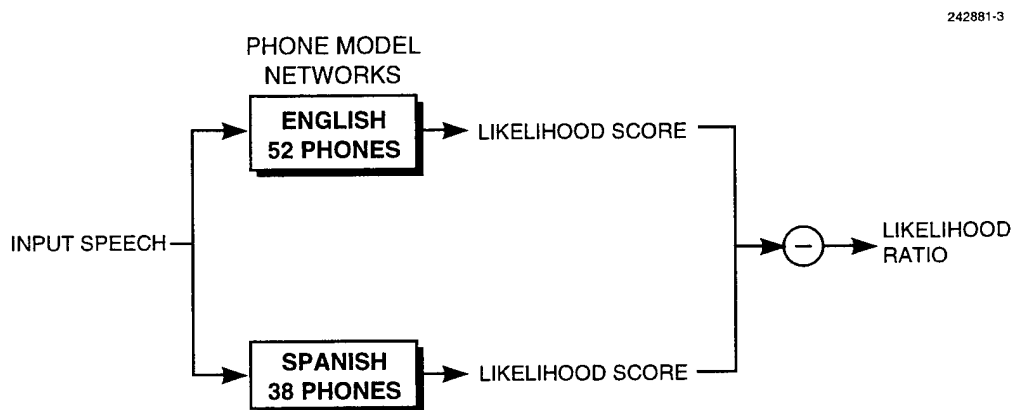 242881-3
PHONE MODEL
NETWORKS
ENGLISH
52 PHONES
LIKELIHOOD SCORE
INPUT SPEECH
−
LIKELIHOOD
RATIO
SPANISH
38 PHONES
LIKELIHOOD SCORE